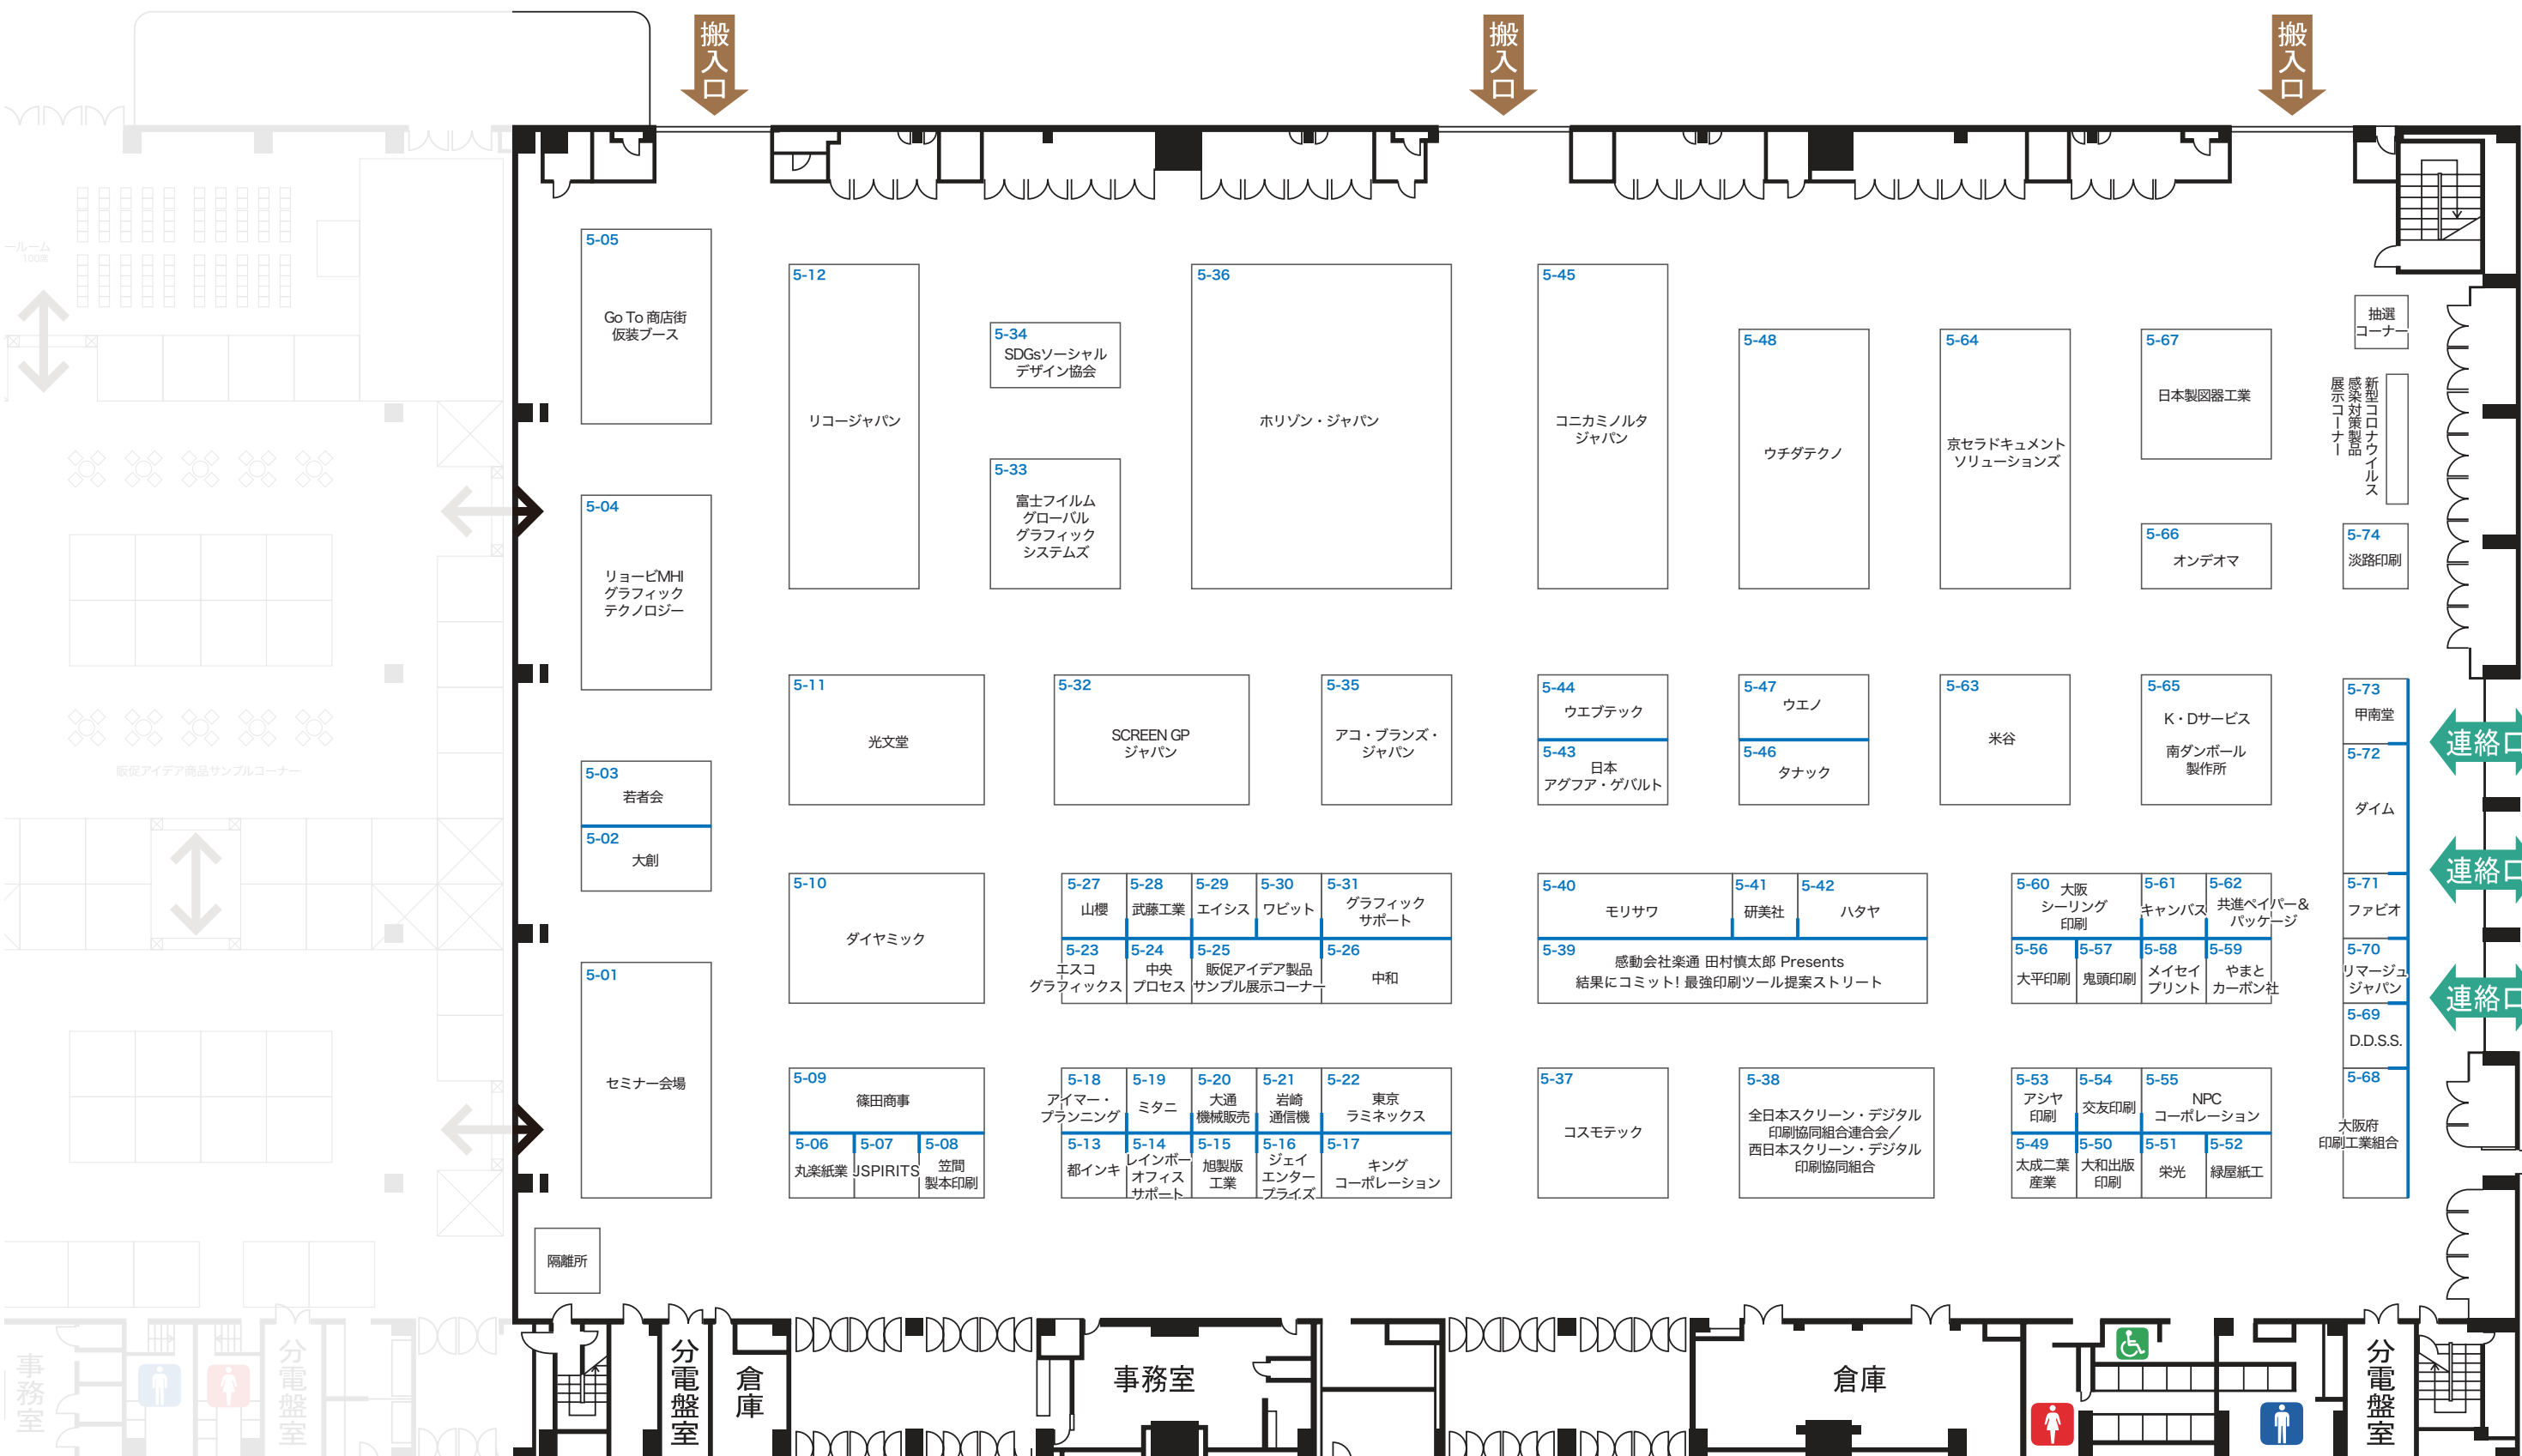 搬入口
搬入口
搬入口
ールーム
100席
5-05
Go To 商店街
仮装ブース
5-12
リコージャパン
5-34
SDGsソーシャル
デザイン協会
5-33
富士フイルム
グローバル
グラフィック
システムズ
5-36
ホリゾン・ジャパン
5-45
コニカミノルタ
ジャパン
5-48
ウチダテクノ
5-64
京セラドキュメント
ソリューションズ
5-67
日本製図器工業
抽選
コーナー
新型コロナウイルス
感染対策製品
展示コーナー
5-66
オンデオマ
5-74
淡路印刷
5-04
リョービMHI
グラフィック
テクノロジー
5-11
光文堂
5-32
SCREEN GP
ジャパン
5-35
アコ・ブランズ・
ジャパン
5-44
ウエブテック
5-43
日本
アグフア・ゲバルト
5-47
ウエノ
5-46
タナック
5-63
米谷
5-65
K・Dサービス
南ダンボール
製作所
5-73
甲南堂
5-72
ダイム
連絡口
連絡口
連絡口
販促アイデア商品サンプルコーナー
5-03
若者会
5-02
大創
5-10
ダイヤミック
5-27
山櫻
5-28
武藤工業
5-29
エイシス
5-30
ワビット
5-31
グラフィック
サポート
5-23
エスコ
グラフィックス
5-24
中央
プロセス
5-25
販促アイデア製品
サンプル展示コーナー
5-26
中和
5-40
モリサワ
5-41
研美社
5-42
ハタヤ
5-39
感動会社楽通 田村慎太郎 Presents
結果にコミット! 最強印刷ツール提案ストリート
5-60
大阪
シーリング
印刷
5-61
キャンバス
5-62
共進ペイパー&
パッケージ
5-56
大平印刷
5-57
鬼頭印刷
5-58
メイセイ
プリント
5-59
やまと
カーボン社
5-71
ファビオ
5-70
リマージュ
ジャパン
5-69
D.D.S.S.
5-68
大阪府
印刷工業組合
5-01
セミナー会場
5-09
篠田商事
5-06
丸楽紙業
5-07
JSPIRITS
5-08
笠間
製本印刷
5-18
アイマー・
プランニング
5-19
ミタニ
5-20
大通
機械販売
5-21
岩崎
通信機
5-22
東京
ラミネックス
5-13
都インキ
5-14
レインボー
オフィス
サポート
5-15
旭製版
工業
5-16
ジェイ
エンター
プライズ
5-17
キング
コーポレーション
5-37
コスモテック
5-38
全日本スクリーン・デジタル
印刷協同組合連合会／
西日本スクリーン・デジタル
印刷協同組合
5-53
アシヤ
印刷
5-54
交友印刷
5-55
NPC
コーポレーション
5-49
太成二葉
産業
5-50
大和出版
印刷
5-51
栄光
5-52
緑屋紙工
隔離所
事務室
分電盤室
分電盤室
倉庫
事務室
倉庫
分電盤室